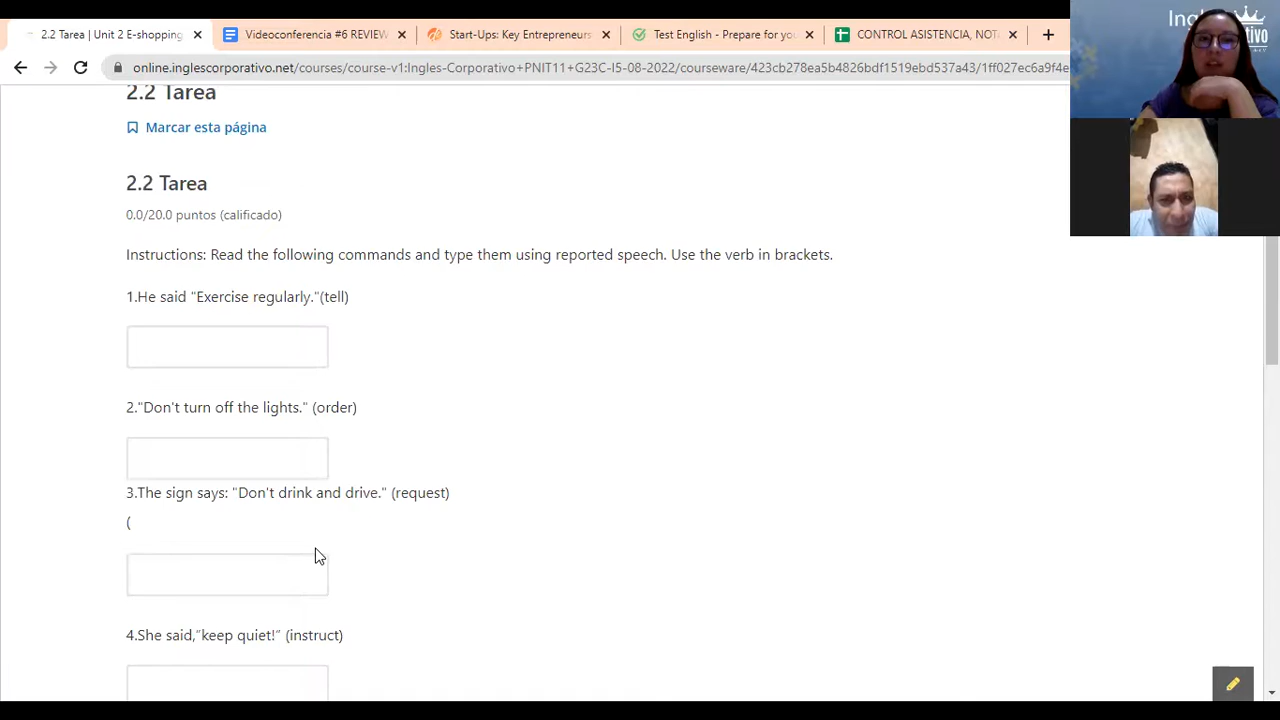 2.2 Tarea | Unit 2 E-shopping
Videoconferencia #6 REVIEW
Start-Ups: Key Entrepreneurs
Test English - Prepare for you
CONTROL ASISTENCIA, NOTA
online.inglescorporativo.net/courses/course-v1:Ingles-Corporativo+PNIT11+G23C-I5-08-2022/courseware/423cb278ea5b4826bdf1519ebd537a43/1ff027ec6a9f4e
2.2 Tarea
Marcar esta página
2.2 Tarea
0.0/20.0 puntos (calificado)
Instructions: Read the following commands and type them using reported speech. Use the verb in brackets.
1.He said "Exercise regularly."(tell)
2."Don't turn off the lights." (order)
3.The sign says: "Don't drink and drive." (request)
(
4.She said,"keep quiet!" (instruct)